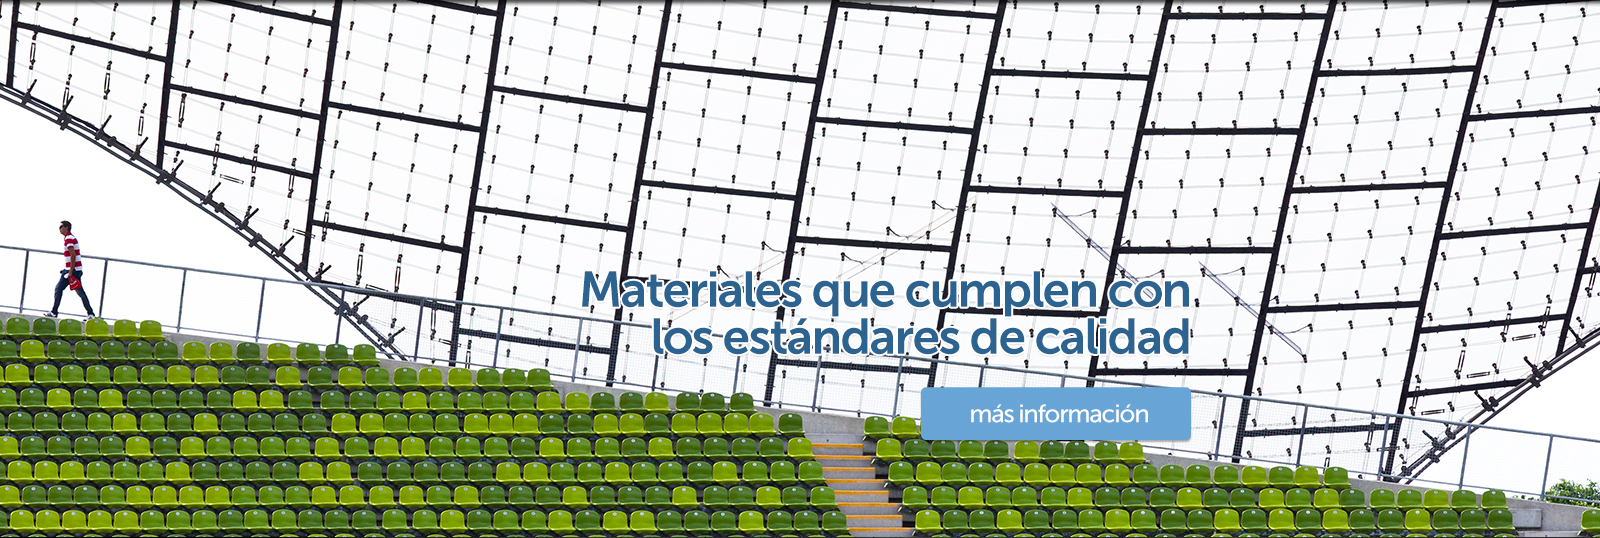 Materiales que cumplen con
los estándares de calidad
más información